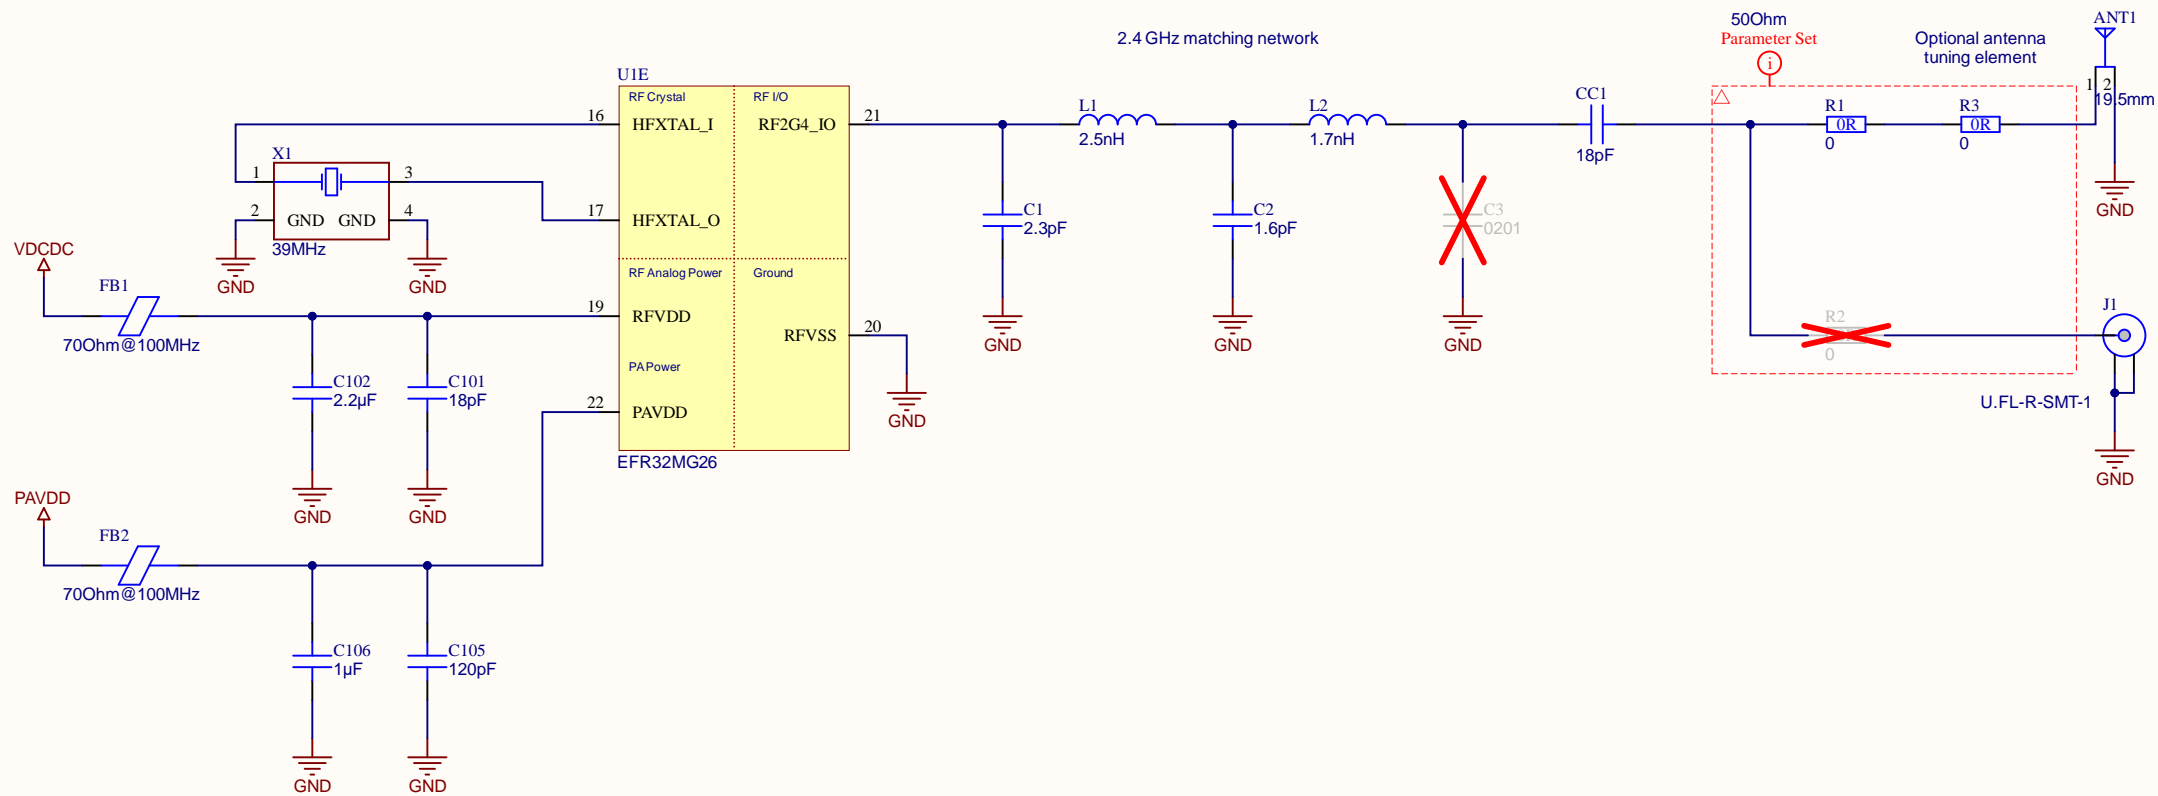 2.4 GHz matching network
50Ohm
Parameter Set
i
Optional antenna
tuning element
ANT1
1 2
19.5mm
GND
U1E
RF Crystal
RF I/O
16
HFXTAL_I
RF2G4_IO
21
17
HFXTAL_O
RF Analog Power
Ground
19
RFVDD
RFVSS
20
GND
PA Power
22
PAVDD
EFR32MG26
X1
1
3
2
GND GND
4
39MHz
GND
GND
VDCDC
FB1
70Ohm@100MHz
C102
2.2µF
GND
C101
18pF
GND
PAVDD
FB2
70Ohm@100MHz
C106
1µF
GND
C105
120pF
GND
L1
2.5nH
L2
1.7nH
C1
2.3pF
GND
C2
1.6pF
GND
C3
0201
GND
CC1
18pF
R1
0R
0
R3
0R
0
R2
0
J1
U.FL-R-SMT-1
GND